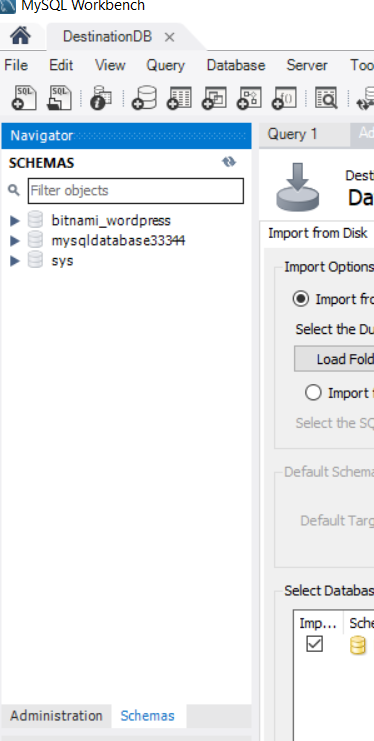 MySQL Workbench
DestinationDB
File Edit View Query Database Server Too
SQL SQL
Navigator
SCHEMAS
Filter objects
bitnami_wordpress
mysqldatabase33344
sys
Administration Schemas
Query 1 Ad
Dest
Da
Import from Disk
Import Options
Import fro
Select the Du
Load Fold
Import f
Select the SQ
Default Schema
Default Targ
Select Databas
Imp... Sche